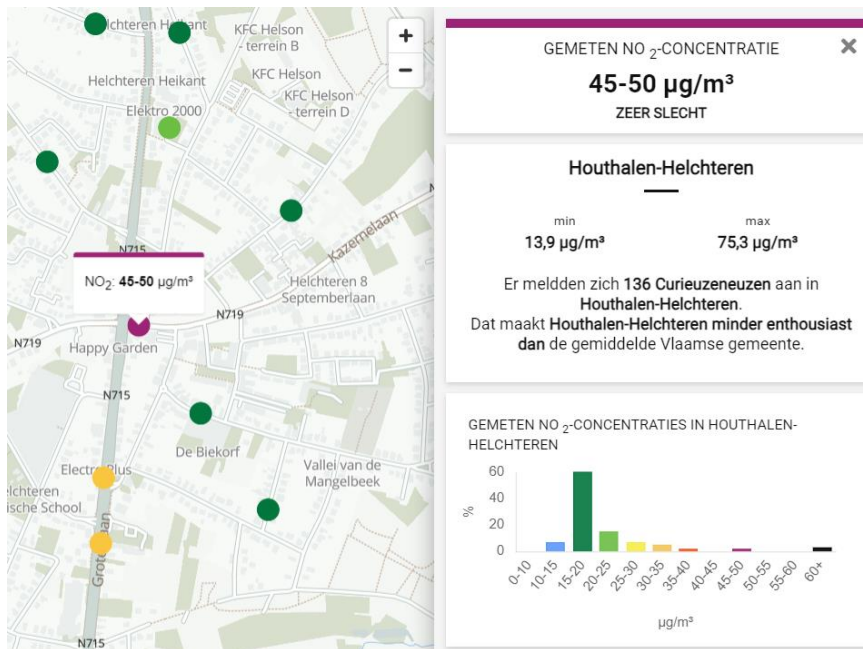 Helchteren Heikant
KFC Helson
- terrein B
Helchteren Heikant
KFC Helson
KFC Helson
- terrein D
Elektro 2000
+
−
Kazernelaan
N715
NO2: 45-50 µg/m³
Helchteren 8
Septemberlaan
N719
N719
Happy Garden
N715
De Biekorf
Electro Plus
Vallei van de
Mangelbeek
ische School
N715
GEMETEN NO 2-CONCENTRATIE
45-50 µg/m³
ZEER SLECHT
Houthalen-Helchteren
min
max
13,9 µg/m³
75,3 µg/m³
Er meldden zich 136 Curieuzeneuzen aan in
Houthalen-Helchteren.
Dat maakt Houthalen-Helchteren minder enthousiast
dan de gemiddelde Vlaamse gemeente.
GEMETEN NO 2-CONCENTRATIES IN HOUTHALEN-
HELCHTEREN
60
40
20
0
%
0-10
10-15
15-20
20-25
25-30
30-35
35-40
40-45
45-50
50-55
55-60
60+
µg/m³